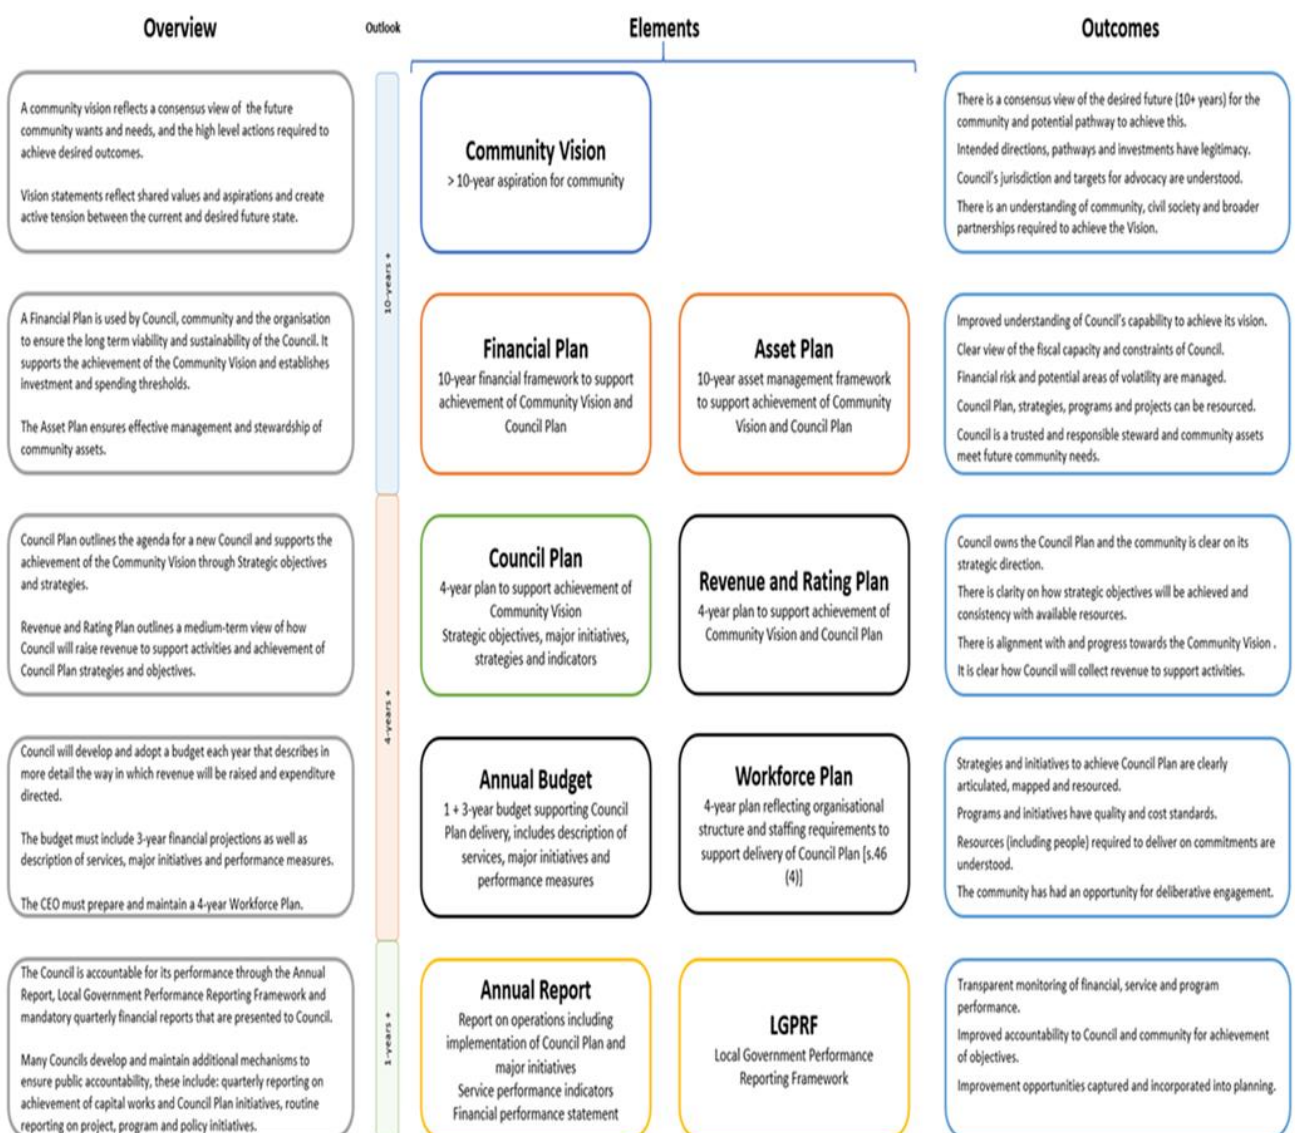 Overview
Outlook
Elements
Outcomes
A community vision reflects a consensus view of the future
community wants and needs, and the high level actions required to
achieve desired outcomes.
Vision statements reflect shared values and aspirations and create
active tension between the current and desired future state.
10-years +
Community Vision
> 10-year aspiration for community
There is a consensus view of the desired future (10+ years) for the
community and potential pathway to achieve this.
Intended directions, pathways and investments have legitimacy.
Council's jurisdiction and targets for advocacy are understood.
There is an understanding of community, civil society and broader
partnerships required to achieve the Vision.
A Financial Plan is used by Council, community and the organisation
to ensure the long term viability and sustainability of the Council. It
supports the achievement of the Community Vision and establishes
investment and spending thresholds.
The Asset Plan ensures effective management and stewardship of
community assets.
Financial Plan
10-year financial framework to support
achievement of Community Vision and
Council Plan
Asset Plan
10-year asset management framework
to support achievement of Community
Vision and Council Plan
Improved understanding of Council's capability to achieve its vision.
Clear view of the fiscal capacity and constraints of Council.
Financial risk and potential areas of volatility are managed.
Council Plan, strategies, programs and projects can be resourced.
Council is a trusted and responsible steward and community assets
meet future community needs.
Council Plan outlines the agenda for a new Council and supports the
achievement of the Community Vision through Strategic objectives
and strategies.
Revenue and Rating Plan outlines a medium-term view of how
Council will raise revenue to support activities and achievement of
Council Plan strategies and objectives.
4-years +
Council Plan
4-year plan to support achievement of
Community Vision
Strategic objectives, major initiatives,
strategies and indicators
Revenue and Rating Plan
4-year plan to support achievement of
Community Vision and Council Plan
Council owns the Council Plan and the community is clear on its
strategic direction.
There is clarity on how strategic objectives will be achieved and
consistency with available resources.
There is alignment with and progress towards the Community Vision .
It is clear how Council will collect revenue to support activities.
Council will develop and adopt a budget each year that describes in
more detail the way in which revenue will be raised and expenditure
directed.
The budget must include 3-year financial projections as well as
description of services, major initiatives and performance measures.
The CEO must prepare and maintain a 4-year Workforce Plan.
Annual Budget
1 + 3-year budget supporting Council
Plan delivery, includes description of
services, major initiatives and
performance measures
Workforce Plan
4-year plan reflecting organisational
structure and staffing requirements to
support delivery of Council Plan [s.46
(4)]
Strategies and initiatives to achieve Council Plan are clearly
articulated, mapped and resourced.
Programs and initiatives have quality and cost standards.
Resources (including people) required to deliver on commitments are
understood.
The community has had an opportunity for deliberative engagement.
The Council is accountable for its performance through the Annual
Report, Local Government Performance Reporting Framework and
mandatory quarterly financial reports that are presented to Council.
Many Councils develop and maintain additional mechanisms to
ensure public accountability, these include: quarterly reporting on
achievement of capital works and Council Plan initiatives, routine
reporting on project, program and policy initiatives.
1-years +
Annual Report
Report on operations including
implementation of Council Plan and
major initiatives
Service performance indicators
Financial performance statement
LGPRF
Local Government Performance
Reporting Framework
Transparent monitoring of financial, service and program
performance.
Improved accountability to Council and community for achievement
of objectives.
Improvement opportunities captured and incorporated into planning.